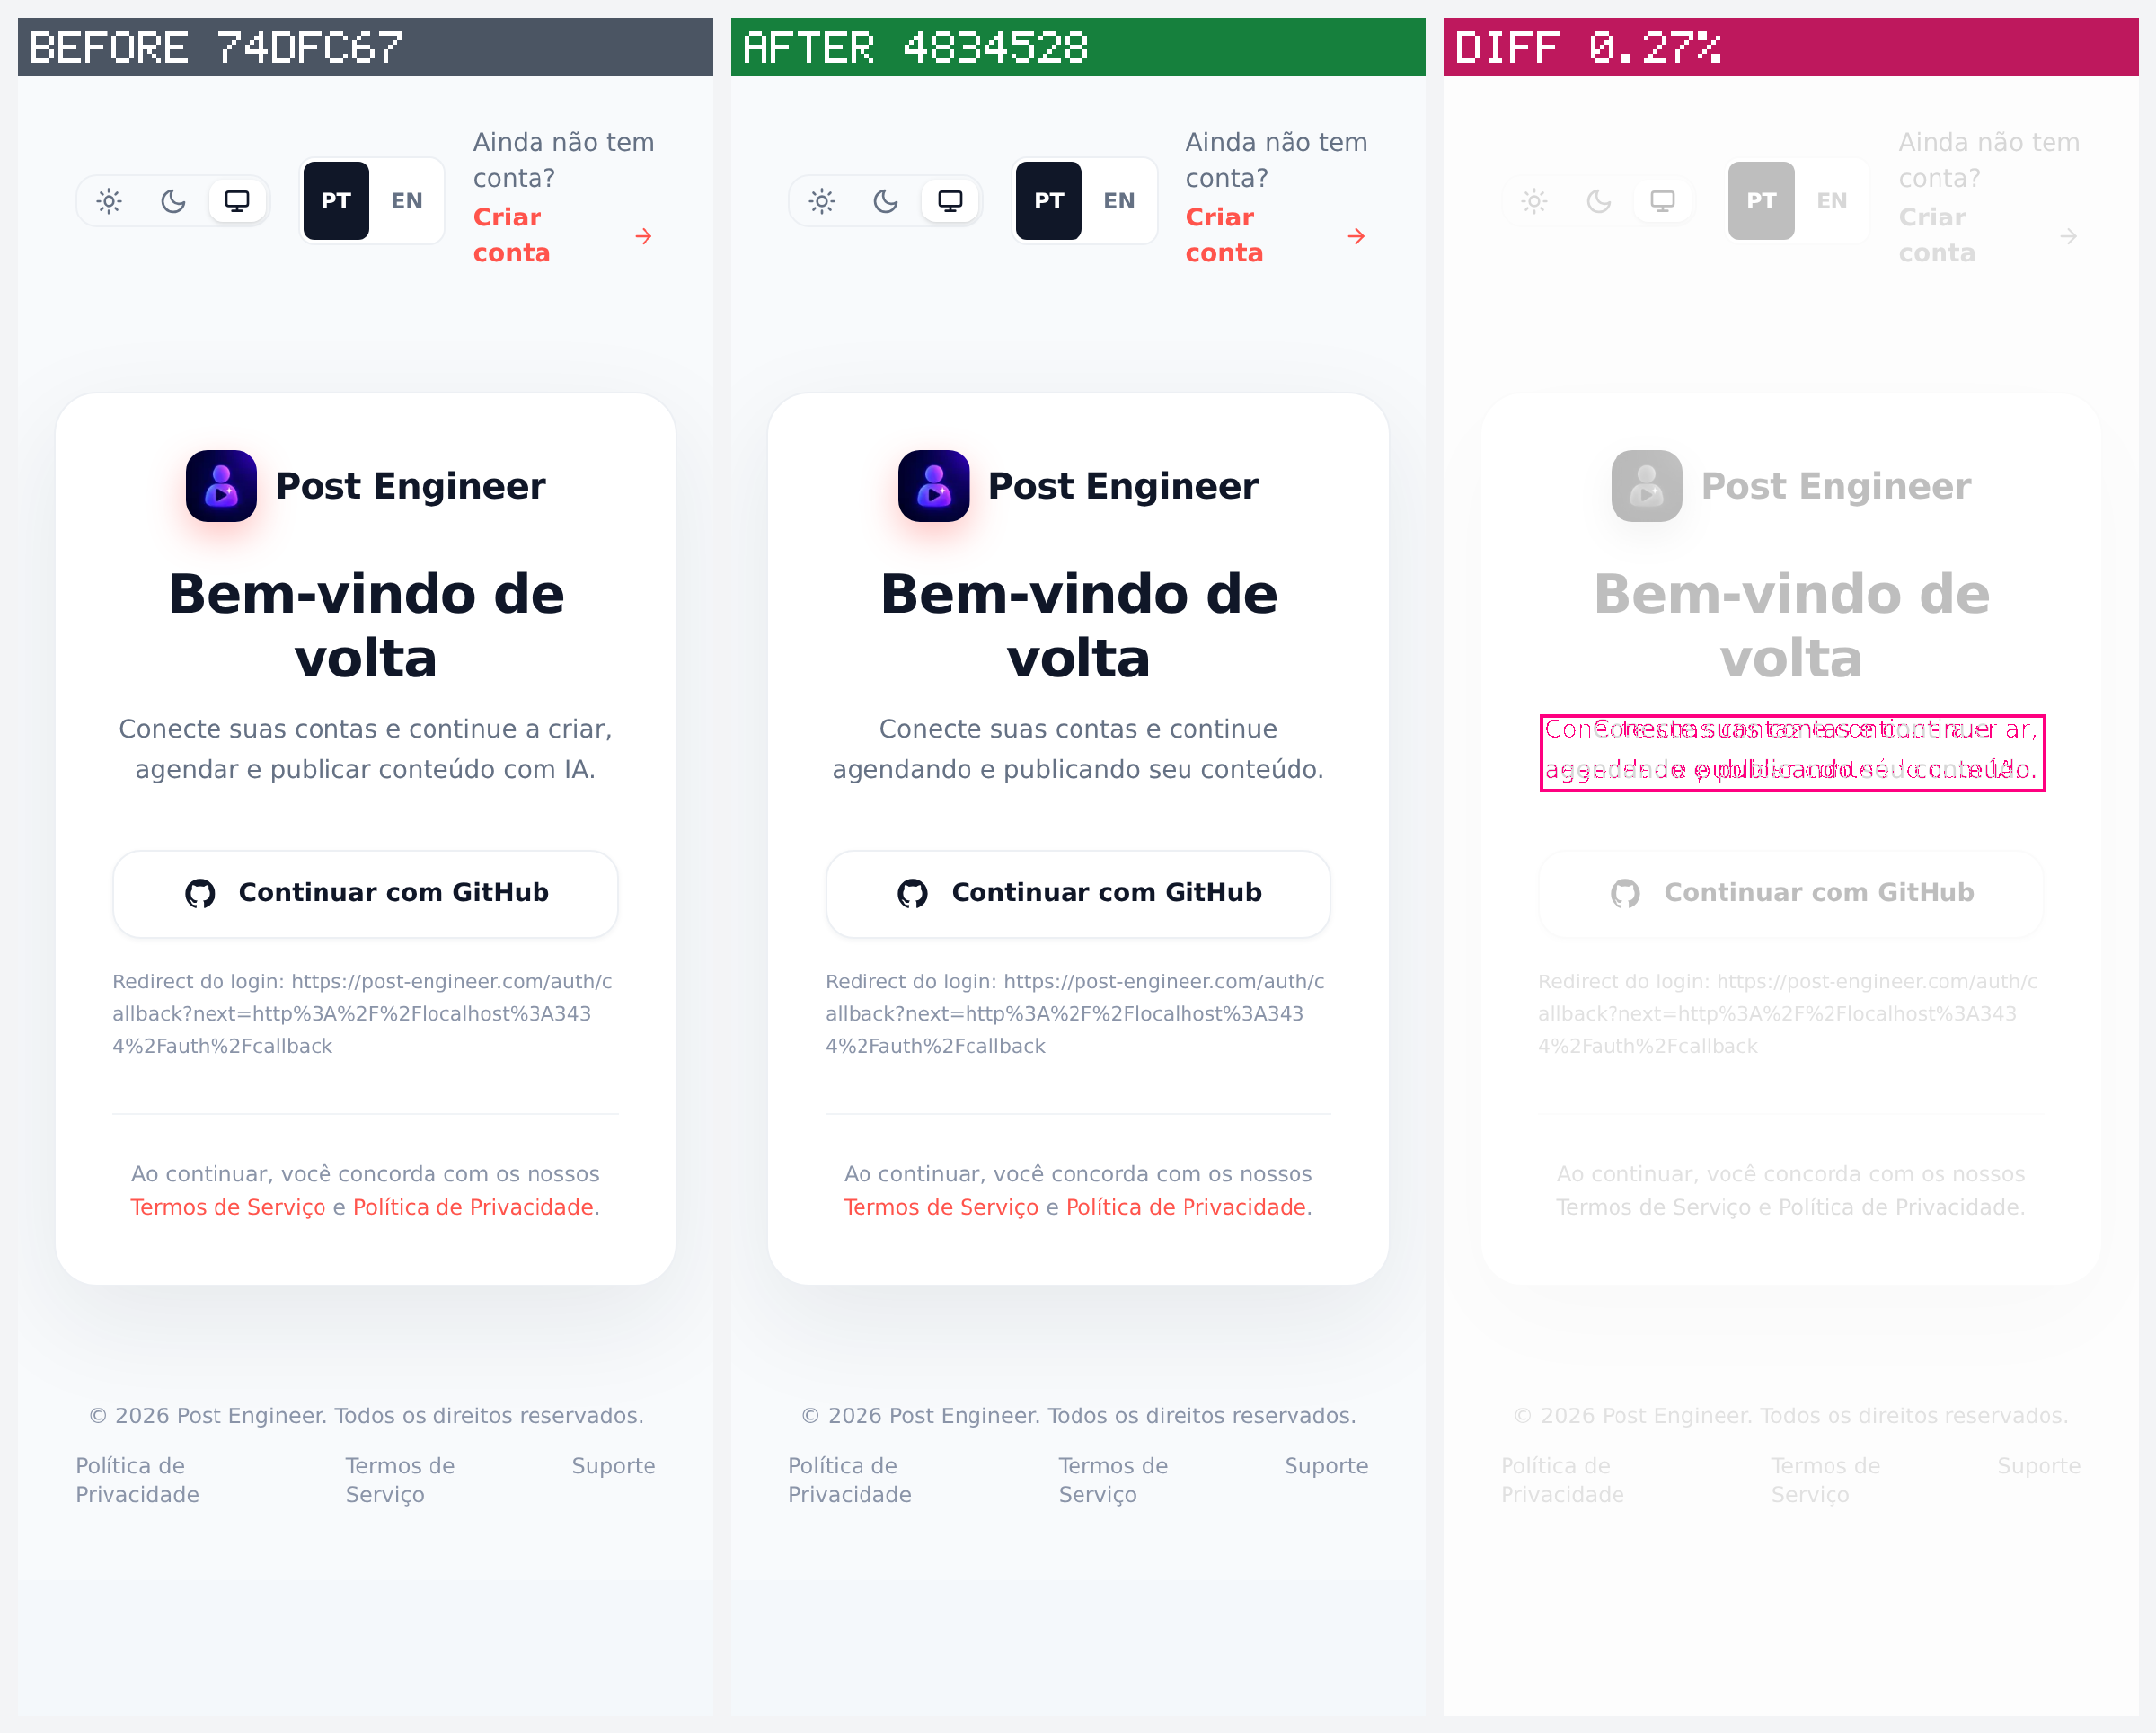 BEFORE 74DFC67
Ainda não tem
conta?
PT EN
Criar
conta
Post Engineer
Bem-vindo de
volta
Conecte suas contas e continue a criar,
agendar e publicar conteúdo com IA.
Continuar com GitHub
Redirect do login: https://post-engineer.com/auth/c
allback?next=http%3A%2F%2Flocalhost%3A343
4%2Fauth%2Fcallback
Ao continuar, você concorda com os nossos
Termos de Serviço e Política de Privacidade.
© 2026 Post Engineer. Todos os direitos reservados.
Política de
Privacidade
Termos de
Serviço
Suporte
AFTER 4834528
Ainda não tem
conta?
PT EN
Criar
conta
Post Engineer
Bem-vindo de
volta
Conecte suas contas e continue
agendando e publicando seu conteúdo.
Continuar com GitHub
Redirect do login: https://post-engineer.com/auth/c
allback?next=http%3A%2F%2Flocalhost%3A343
4%2Fauth%2Fcallback
Ao continuar, você concorda com os nossos
Termos de Serviço e Política de Privacidade.
© 2026 Post Engineer. Todos os direitos reservados.
Política de
Privacidade
Termos de
Serviço
Suporte
DIFF 0.27%
Ainda não tem
conta?
PT EN
Criar
conta
Post Engineer
Bem-vindo de
volta
Continuar com GitHub
Redirect do login: https://post-engineer.com/auth/c
allback?next=http%3A%2F%2Flocalhost%3A343
4%2Fauth%2Fcallback
Ao continuar, você concorda com os nossos
Termos de Serviço e Política de Privacidade.
© 2026 Post Engineer. Todos os direitos reservados.
Política de
Privacidade
Termos de
Serviço
Suporte